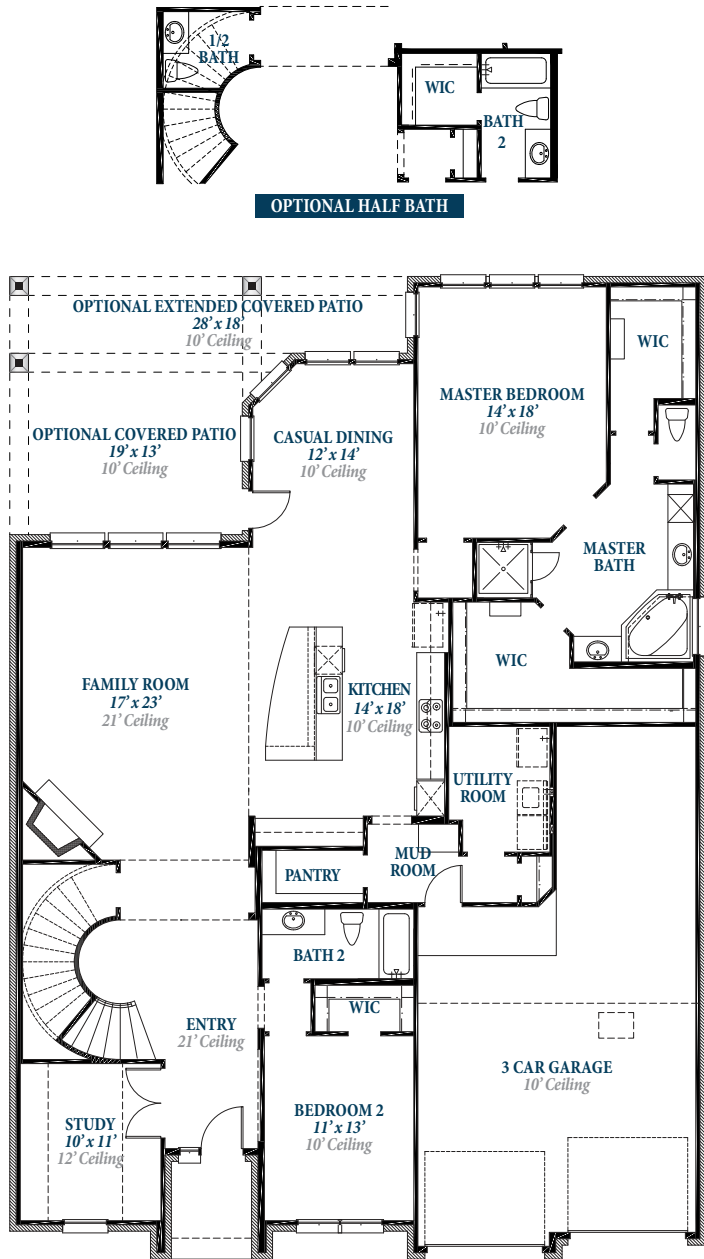 1/2
BATH
WIC
BATH
2
OPTIONAL HALF BATH
OPTIONAL EXTENDED COVERED PATIO
28' x 18'
10' Ceiling
WIC
MASTER BEDROOM
14' x 18'
10' Ceiling
OPTIONAL COVERED PATIO
19' x 13'
10' Ceiling
CASUAL DINING
12' x 14'
10' Ceiling
MASTER
BATH
WIC
FAMILY ROOM
17' x 23'
21' Ceiling
KITCHEN
14' x 18'
10' Ceiling
UTILITY
ROOM
MUD
ROOM
PANTRY
BATH 2
WIC
ENTRY
21' Ceiling
3 CAR GARAGE
10' Ceiling
STUDY
10' x 11'
12' Ceiling
BEDROOM 2
11' x 13'
10' Ceiling